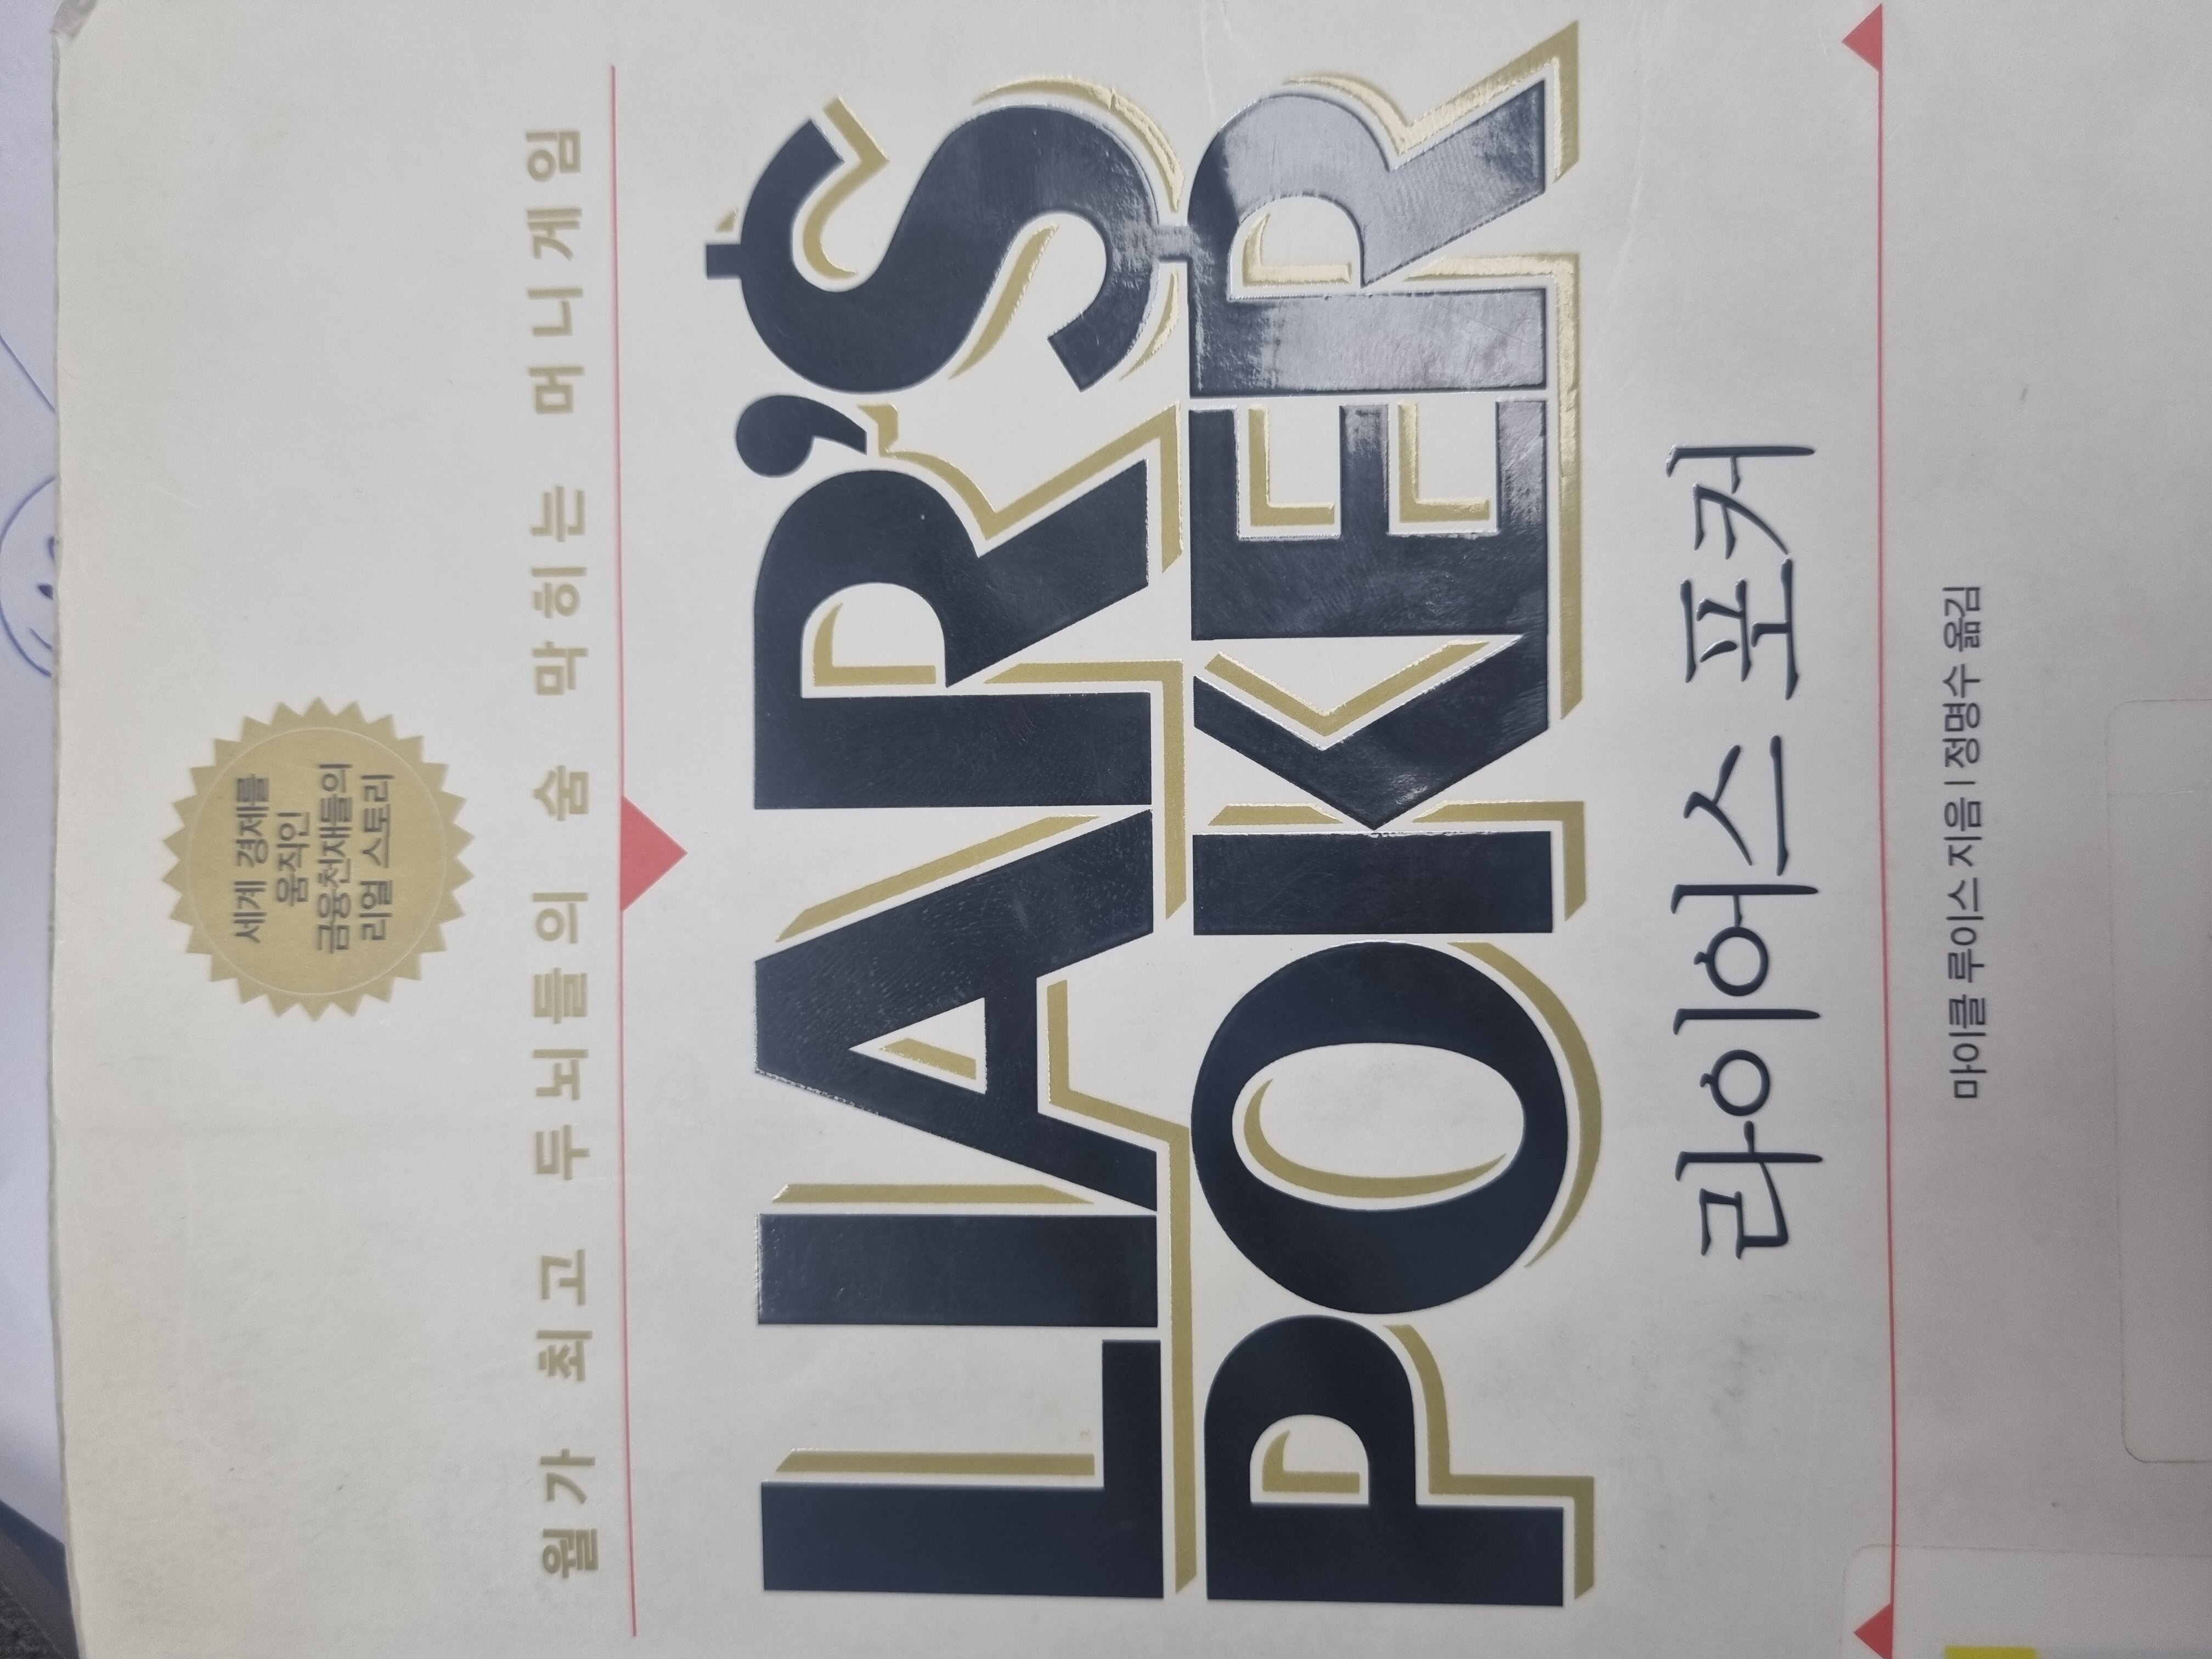 세계 경제를
움직인
금융천재들의
리얼 스토리
월가 최고 두뇌들의 숨 막히는 머니게임
LIAR'S
POKER
라이어스 포커
마이클 루이스 지음 | 정명수 옮김